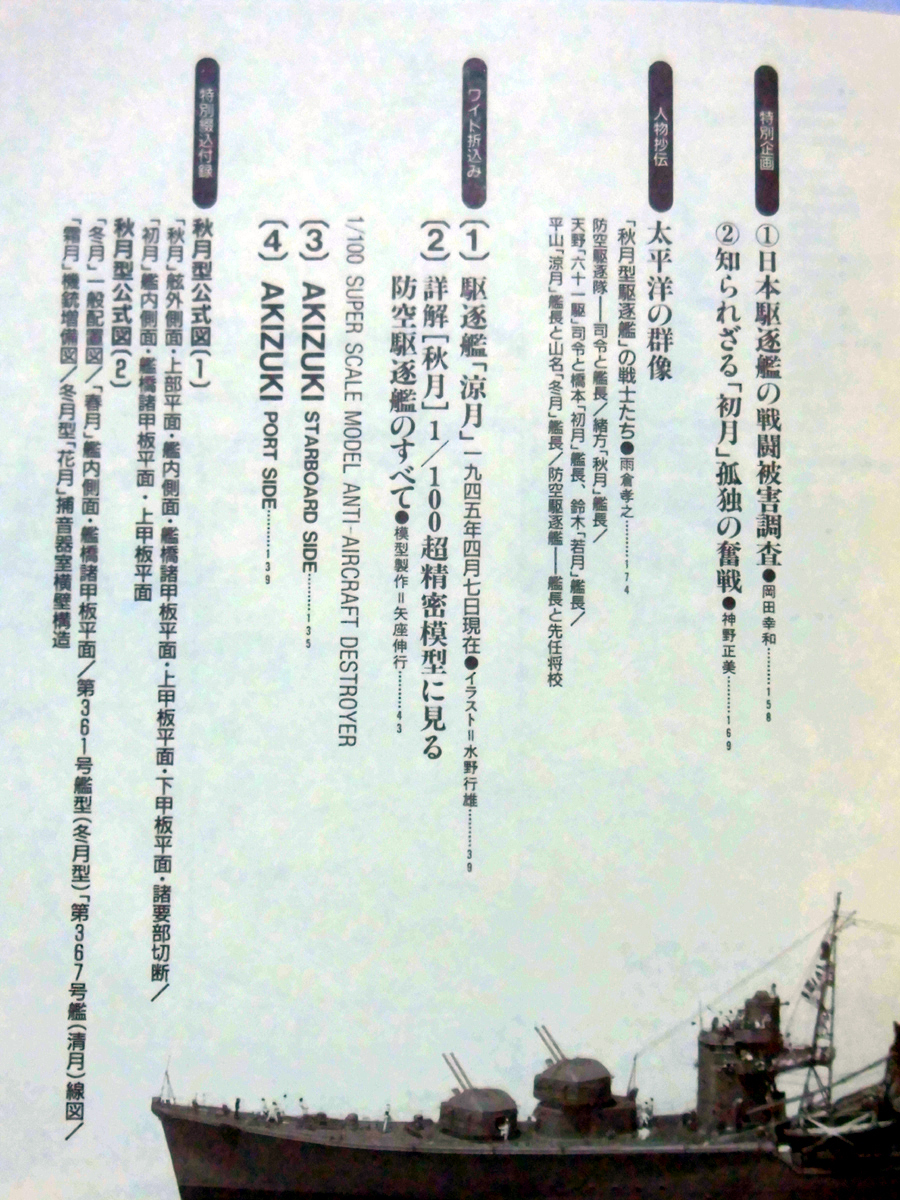 特別企画
①日本駆逐艦の戦闘被害調査●岡田幸和………158
②知られざる「初月」孤独の奮戦●神野正美………169
人物抄伝
太平洋の群像
「秋月型駆逐艦」の戦士たち●雨倉孝之………174
防空駆逐隊——司令と艦長／緒方「秋月」艦長／
天野「六十一駆」司令と橋本「初月」艦長、鈴木「若月」艦長／
平山「涼月」艦長と山名「冬月」艦長／防空駆逐艦——艦長と先任将校
ワイド折込み
〔1〕駆逐艦「涼月」一九四五年四月七日現在●イラスト＝水野行雄………39
〔2〕詳解［秋月］1／100超精密模型に見る
防空駆逐艦のすべて●模型製作＝矢座伸行………43
1/100 SUPER SCALE MODEL ANTI-AIRCRAFT DESTROYER
〔3〕AKIZUKI STARBOARD SIDE………135
〔4〕AKIZUKI PORT SIDE………139
特別綴込付録
秋月型公式図〔1〕
「秋月」舷外側面・上部平面・艦内側面・艦橋諸甲板平面・上甲板平面・下甲板平面・諸要部切断／
「初月」艦内側面・艦橋諸甲板平面・上甲板平面
秋月型公式図〔2〕
「冬月」一般配置図／「春月」艦内側面・艦橋諸甲板平面／第361号艦型（冬月型）「第367号艦（清月）線図／
「霜月」機銃増備図／冬月型「花月」捕音器室横壁構造